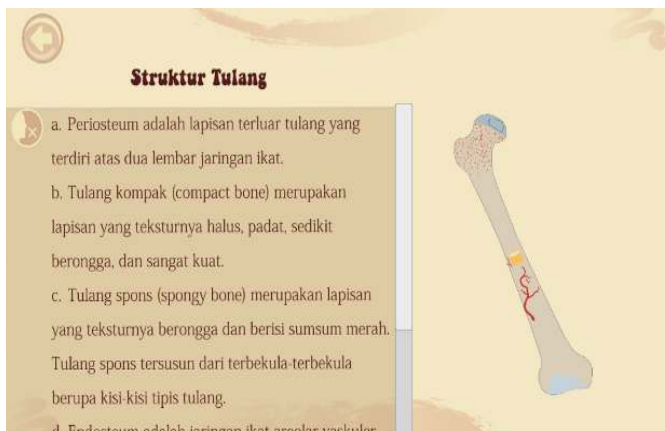 Struktur Tulang
a. Periosteum adalah lapisan terluar tulang yang
terdiri atas dua lembar jaringan ikat.
b. Tulang kompak (compact bone) merupakan
lapisan yang teksturnya halus, padat, sedikit
berongga, dan sangat kuat.
c. Tulang spons (spongy bone) merupakan lapisan
yang teksturnya berongga dan berisi sumsum merah.
Tulang spons tersusun dari terbekula-terbekula
berupa kisi-kisi tipis tulang.
d. Endosteum adalah jaringan ikat areolar vaskuler